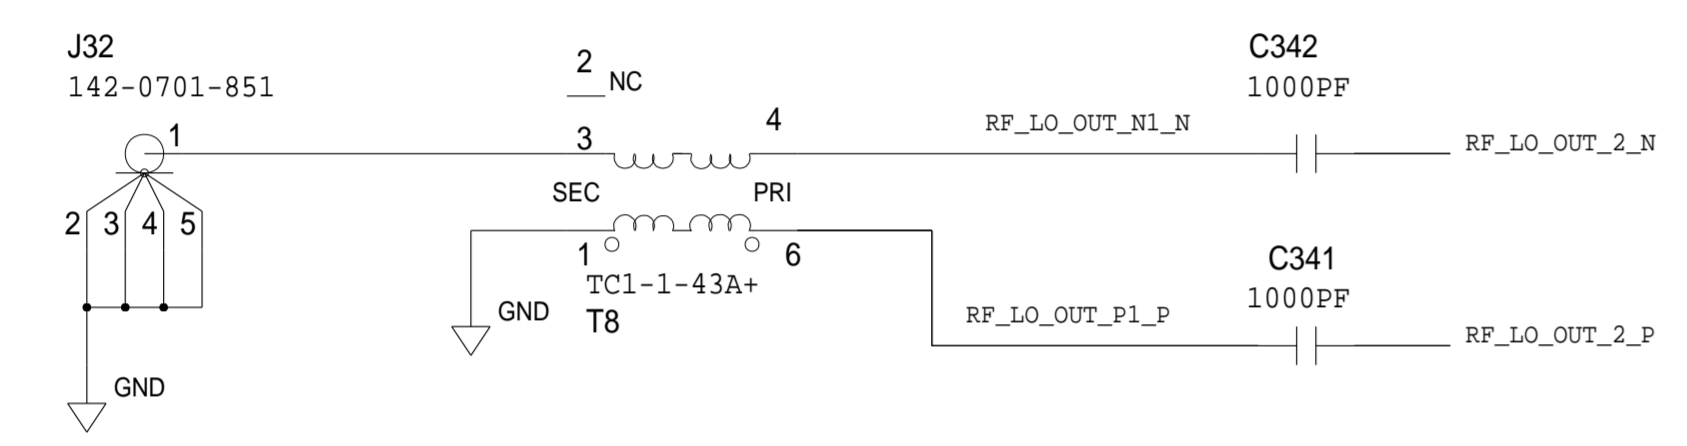 J32
142-0701-851
1
2
3
4
5
GND
2
NC
3
4
SEC
PRI
1
6
TC1-1-43A+
T8
GND
RF_LO_OUT_N1_N
C342
1000PF
RF_LO_OUT_2_N
RF_LO_OUT_P1_P
C341
1000PF
RF_LO_OUT_2_P